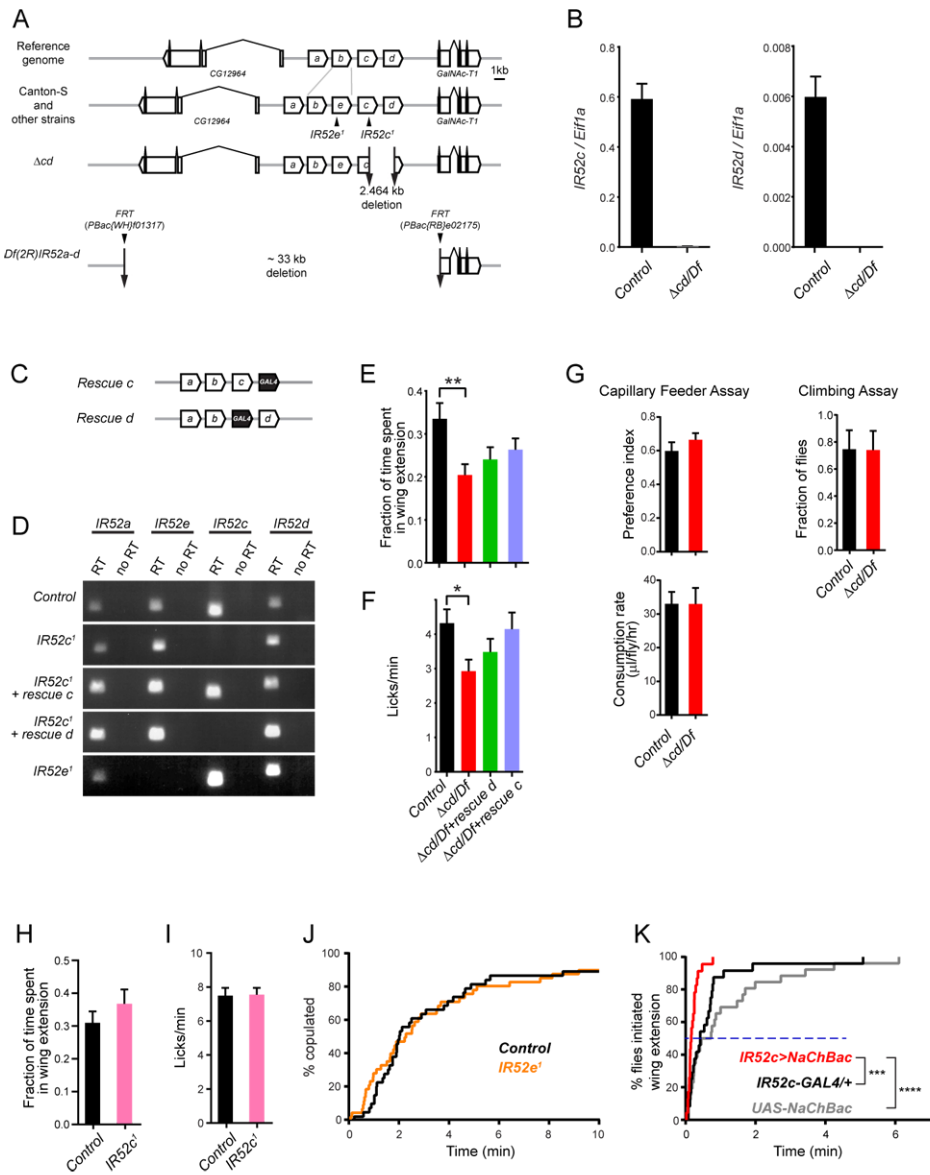 A
Reference
genome
CG12964
a b c d
GalNAc-T1
1kb
Canton-S
and
other strains
CG12964
a b e c d
GalNAc-T1
IR52e¹
IR52c¹
Δcd
a b e d
2.464 kb
deletion
FRT
(PBac{WH}f01317)
FRT
(PBac{RB}e02175)
Df(2R)IR52a-d
~ 33 kb
deletion
B
IR52c / Eif1a
0.8
0.6
0.4
0.2
0.0
Control
Δcd/Df
IR52d / Eif1a
0.008
0.006
0.004
0.002
0.000
Control
Δcd/Df
C
Rescue c
a b c GAL4
Rescue d
a b GAL4 d
D
IR52a IR52e IR52c IR52d
RT no RT RT no RT RT no RT RT no RT
Control
IR52c¹
IR52c¹
+ rescue c
IR52c¹
+ rescue d
IR52e¹
E
Fraction of time spent
in wing extension
0.4
0.3
0.2
0.1
0.0
**
F
Licks/min
4
2
0
*
Control
Δcd/Df
Δcd/Df+rescue d
Δcd/Df+rescue c
G
Capillary Feeder Assay
Preference index
0.8
0.6
0.4
0.2
0.0
Consumption rate
(µl/fly/hr)
40
30
20
10
0
Control
Δcd/Df
Climbing Assay
Fraction of flies
1.0
0.8
0.6
0.4
0.2
0.0
Control
Δcd/Df
H
Fraction of time spent
in wing extension
0.5
0.4
0.3
0.2
0.1
0.0
Control
IR52c¹
I
Licks/min
10
8
6
4
2
0
Control
IR52c¹
J
% copulated
100
80
60
40
20
0
0 2 4 6 8 10
Time (min)
Control
IR52e¹
K
% flies initiated
wing extension
100
80
60
40
20
0
0 2 4 6
Time (min)
IR52c>NaChBac
IR52c-GAL4/+
UAS-NaChBac
***
****